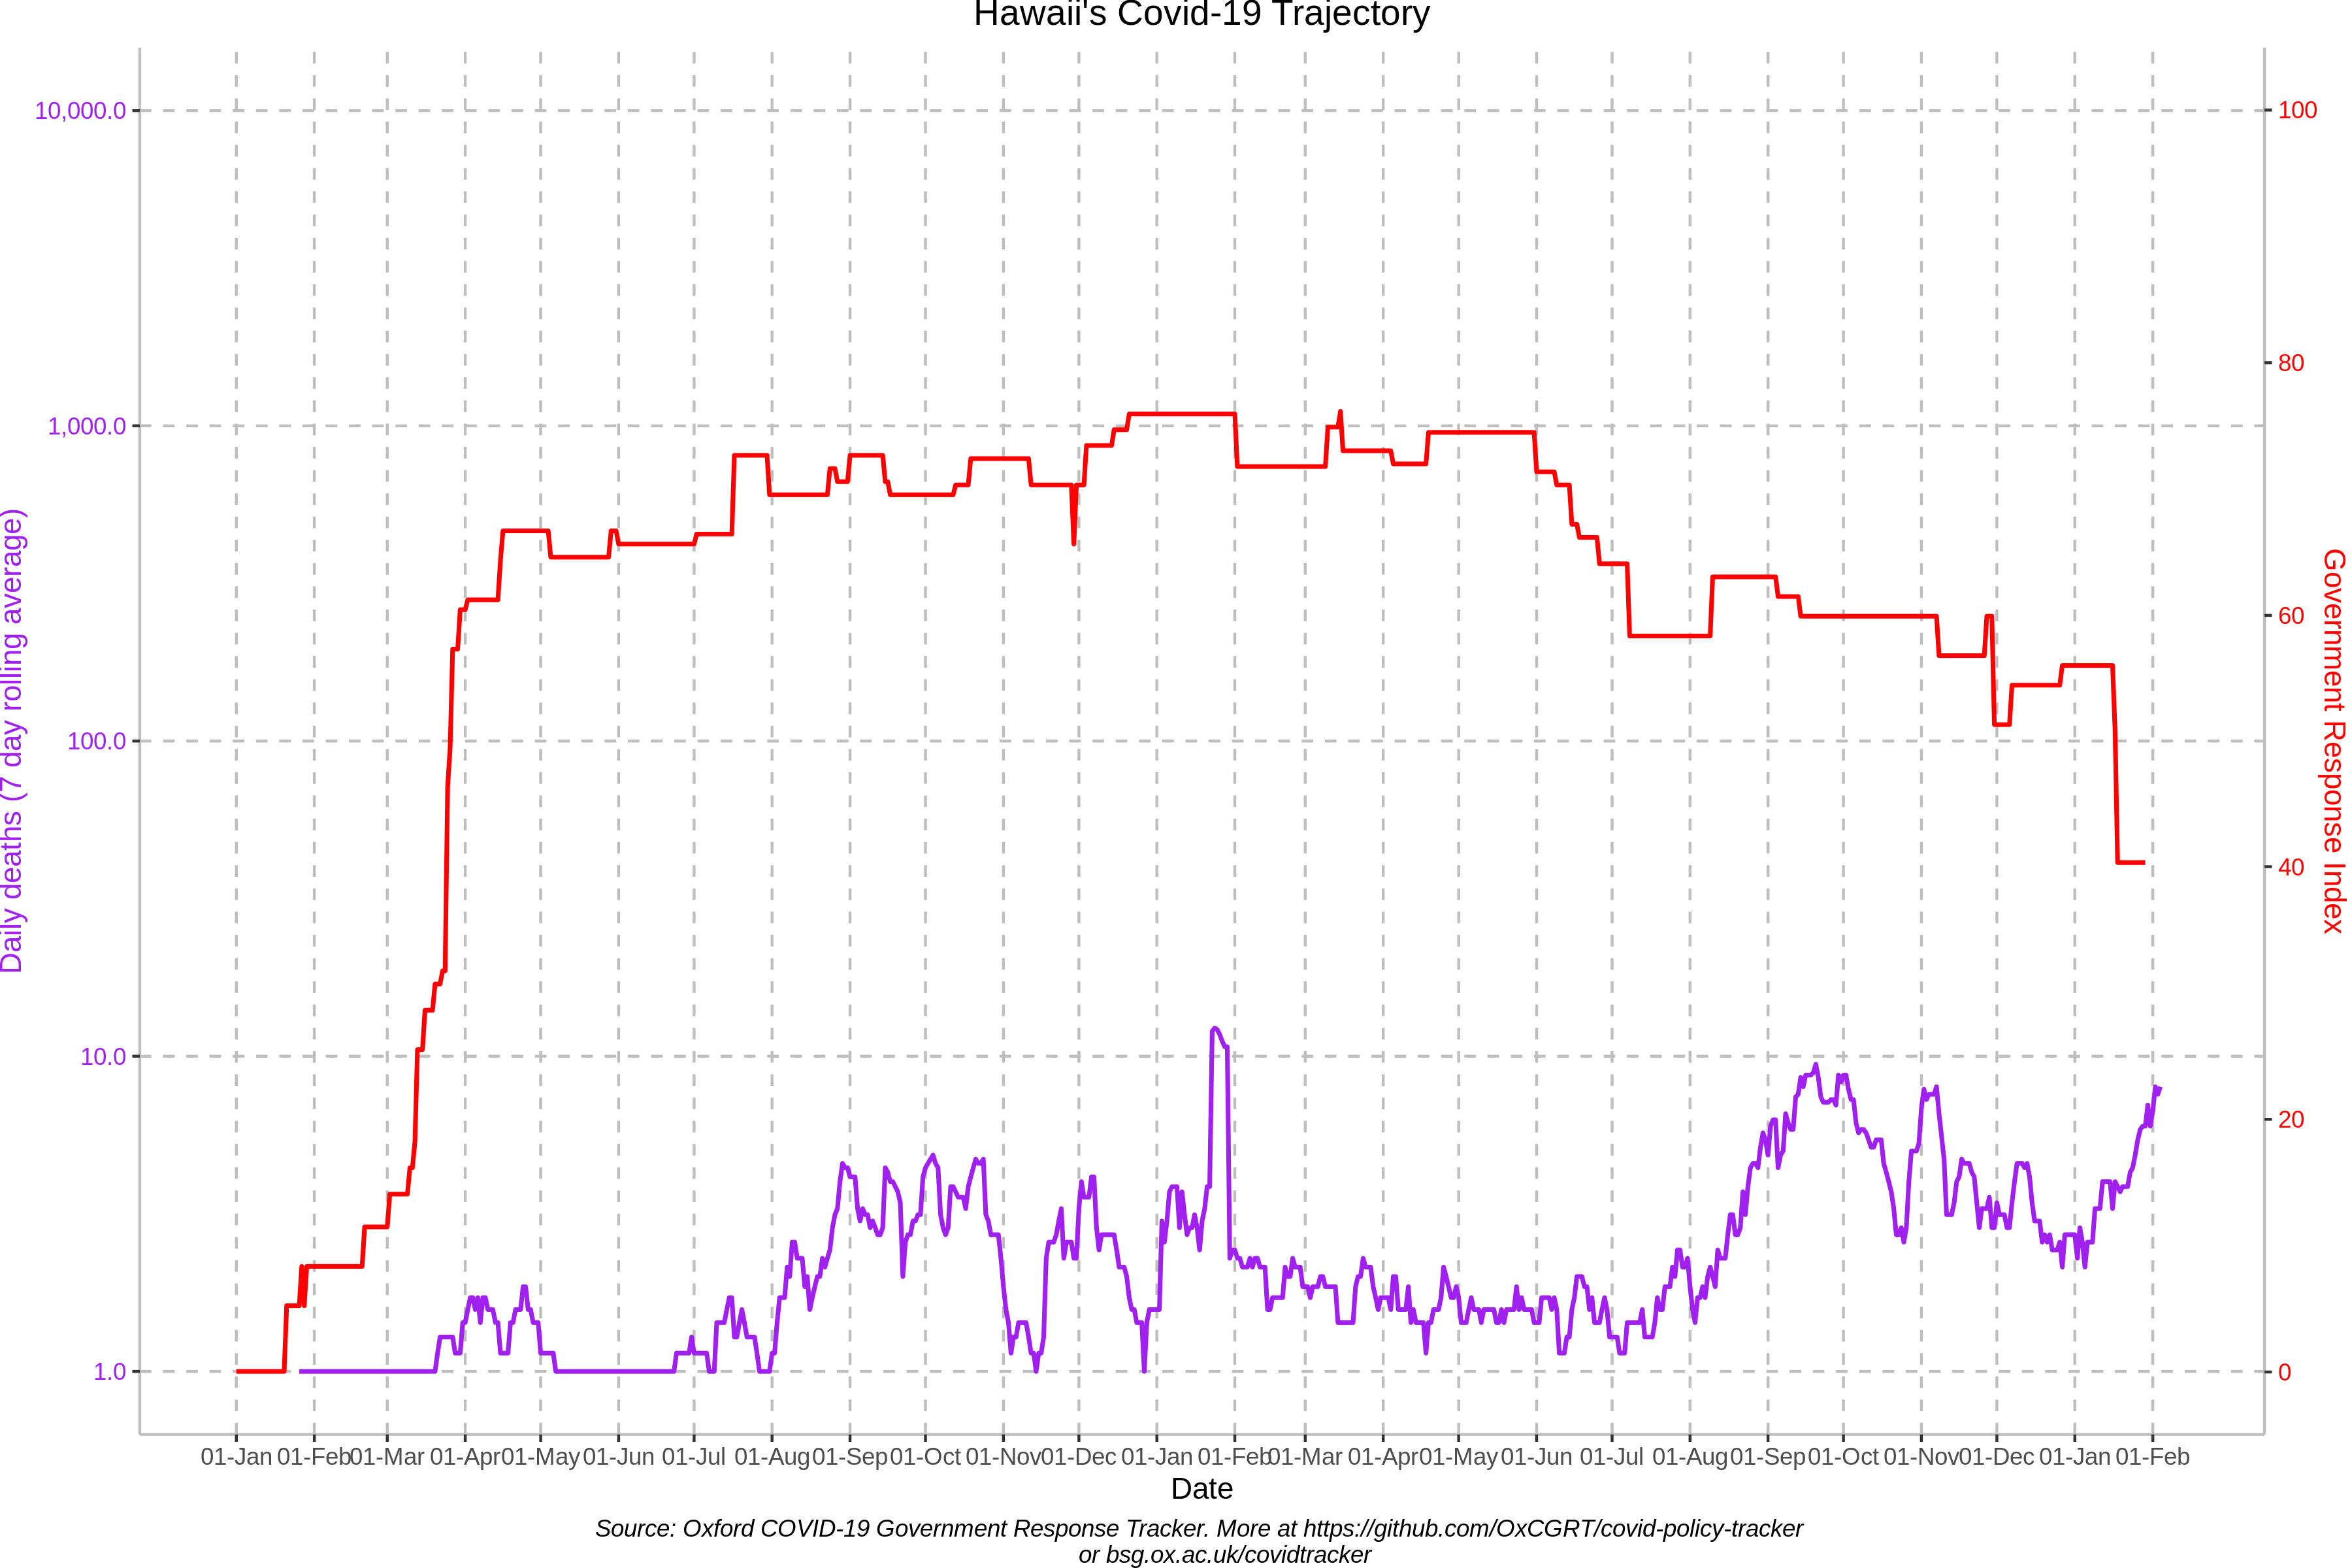 Hawaii's Covid-19 Trajectory
10,000.0
1,000.0
100.0
10.0
1.0
Daily deaths (7 day rolling average)
100
80
60
40
20
0
Government Response Index
01-Jan 01-Feb 01-Mar 01-Apr 01-May 01-Jun 01-Jul 01-Aug 01-Sep 01-Oct 01-Nov 01-Dec 01-Jan 01-Feb 01-Mar 01-Apr 01-May 01-Jun 01-Jul 01-Aug 01-Sep 01-Oct 01-Nov 01-Dec 01-Jan 01-Feb
Date
Source: Oxford COVID-19 Government Response Tracker. More at https://github.com/OxCGRT/covid-policy-tracker
or bsg.ox.ac.uk/covidtracker